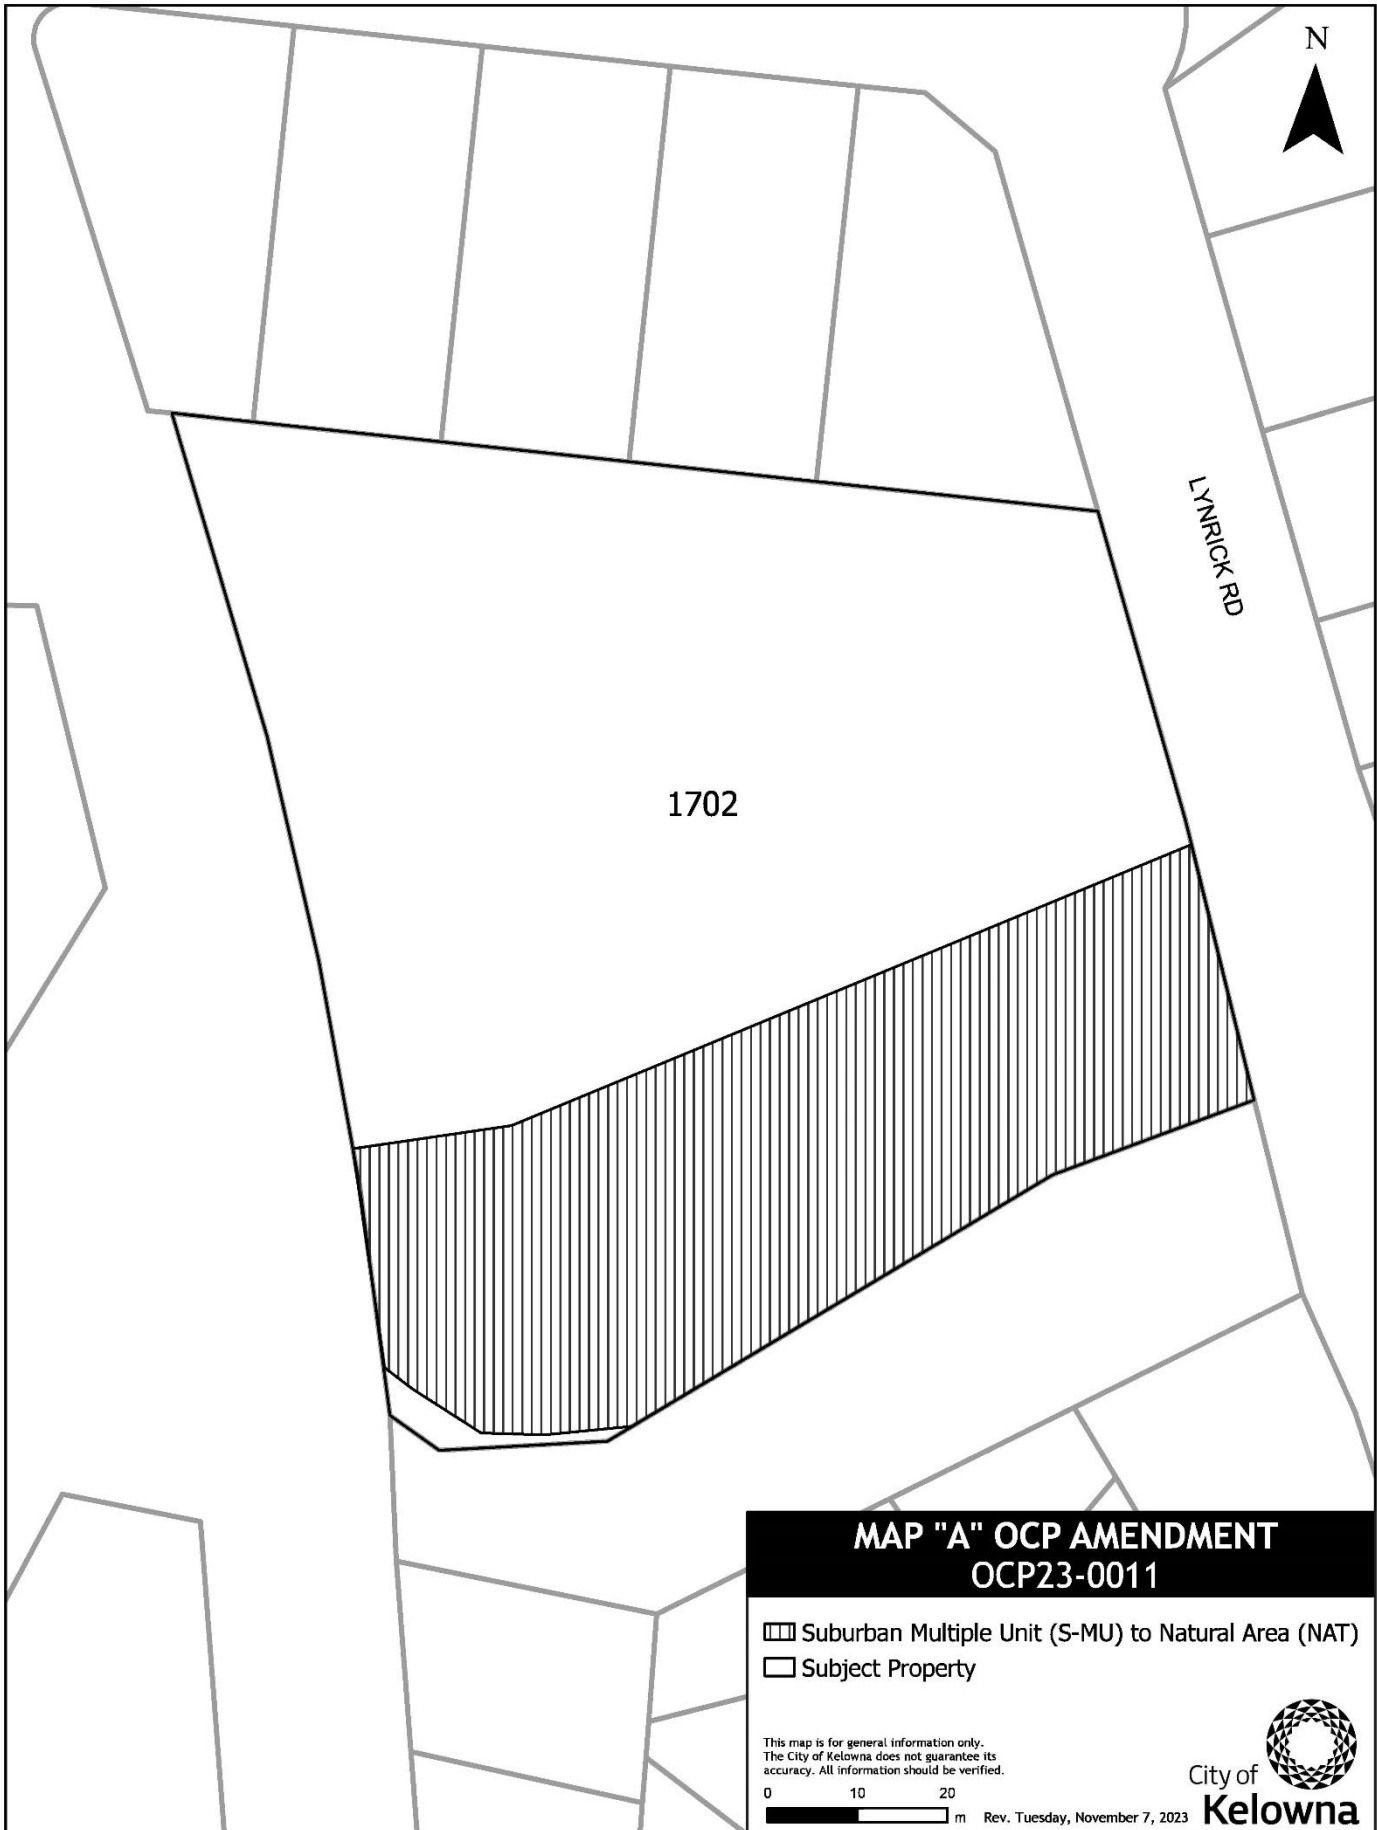 N
LYNRICK RD
1702
MAP "A" OCP AMENDMENT
OCP23-0011
Suburban Multiple Unit (S-MU) to Natural Area (NAT)
Subject Property
This map is for general information only.
The City of Kelowna does not guarantee its
accuracy. All information should be verified.
0 10 20
m Rev. Tuesday, November 7, 2023
City of
Kelowna